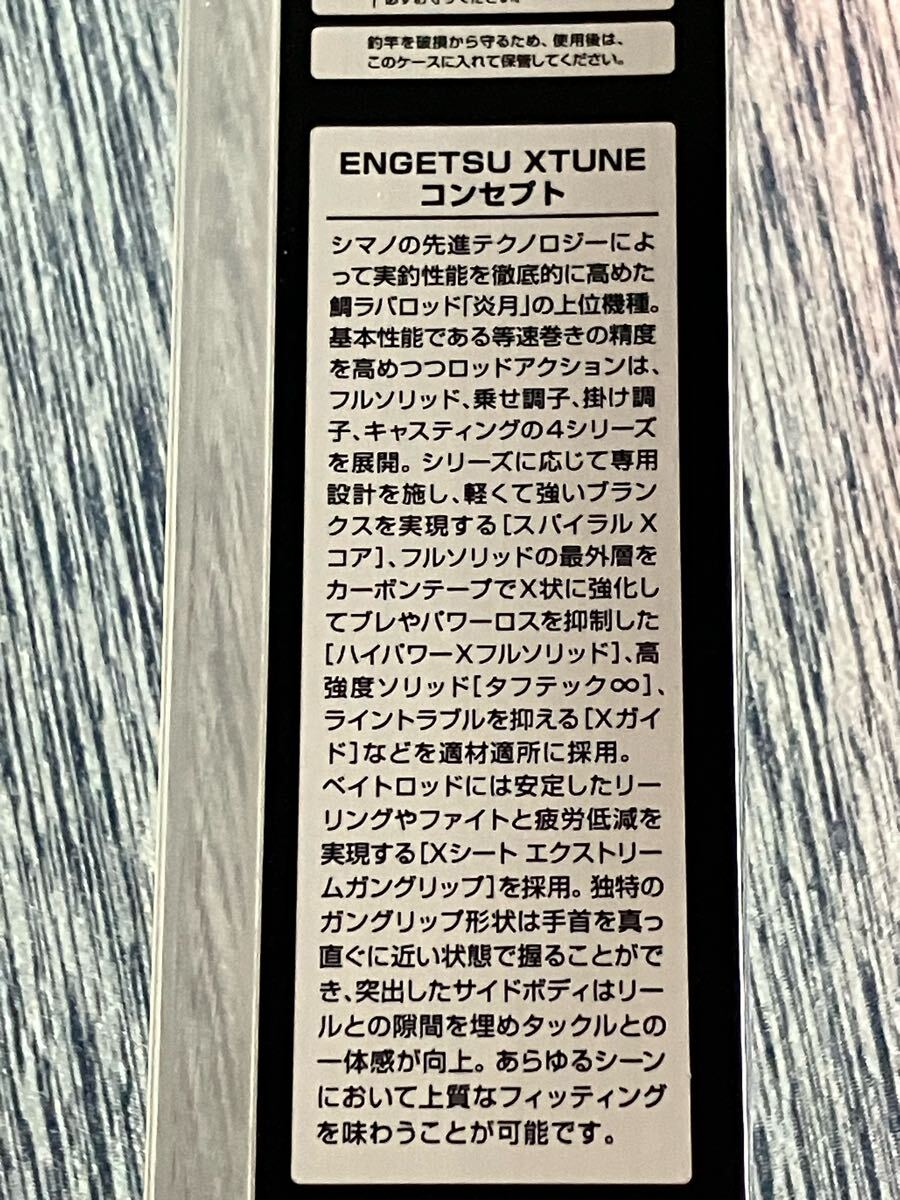 必ずお守りください。
釣竿を破損から守るため、使用後は、
このケースに入れて保管してください。
ENGETSU XTUNE
コンセプト
シマノの先進テクノロジーによ
って実釣性能を徹底的に高めた
鯛ラバロッド「炎月」の上位機種。
基本性能である等速巻きの精度
を高めつつロッドアクションは、
フルソリッド、乗せ調子、掛け調
子、キャスティングの4シリーズ
を展開。シリーズに応じて専用
設計を施し、軽くて強いブラン
クスを実現する[スパイラル X
コア]、フルソリッドの最外層を
カーボンテープでX状に強化し
てブレやパワーロスを抑制した
[ハイパワーXフルソリッド]、高
強度ソリッド[タフテック∞]、
ライントラブルを抑える[Xガイ
ド]などを適材適所に採用。
ベイトロッドには安定したリー
リングやファイトと疲労低減を
実現する[Xシート エクストリー
ムガングリップ]を採用。独特の
ガングリップ形状は手首を真っ
直ぐに近い状態で握ることがで
き、突出したサイドボディはリー
ルとの隙間を埋めタックルとの
一体感が向上。あらゆるシーン
において上質なフィッティング
を味わうことが可能です。